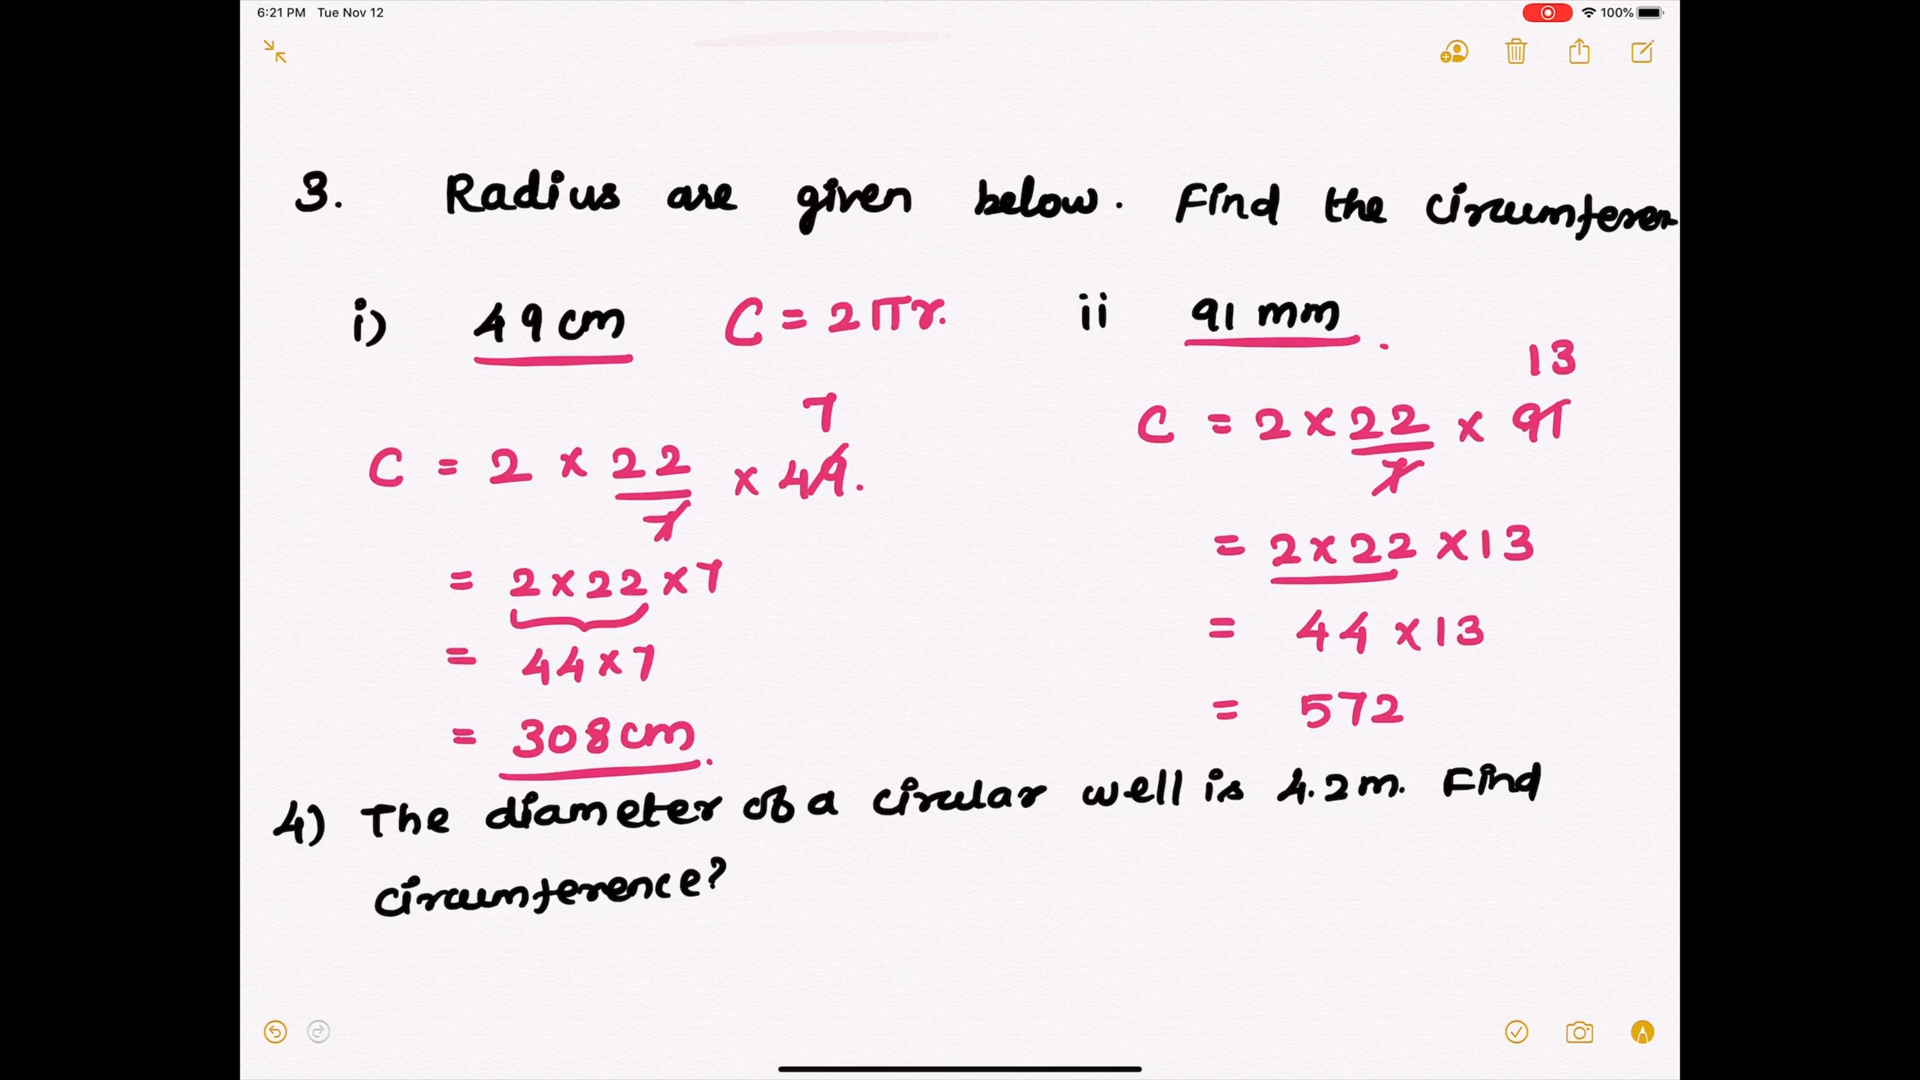 6:21 PM Tue Nov 12
100%
3. Radius are given below. Find the circumferen
i) 49 cm C = 2πr. ii 91 mm.
7
C = 2 × 22/7 × 49.
= 2 × 22 × 7
= 44 × 7
= 308 cm.
13
C = 2 × 22/7 × 91
= 2 × 22 × 13
= 44 × 13
= 572
4) The diameter of a cirular well is 4.2 m. Find
circumference?